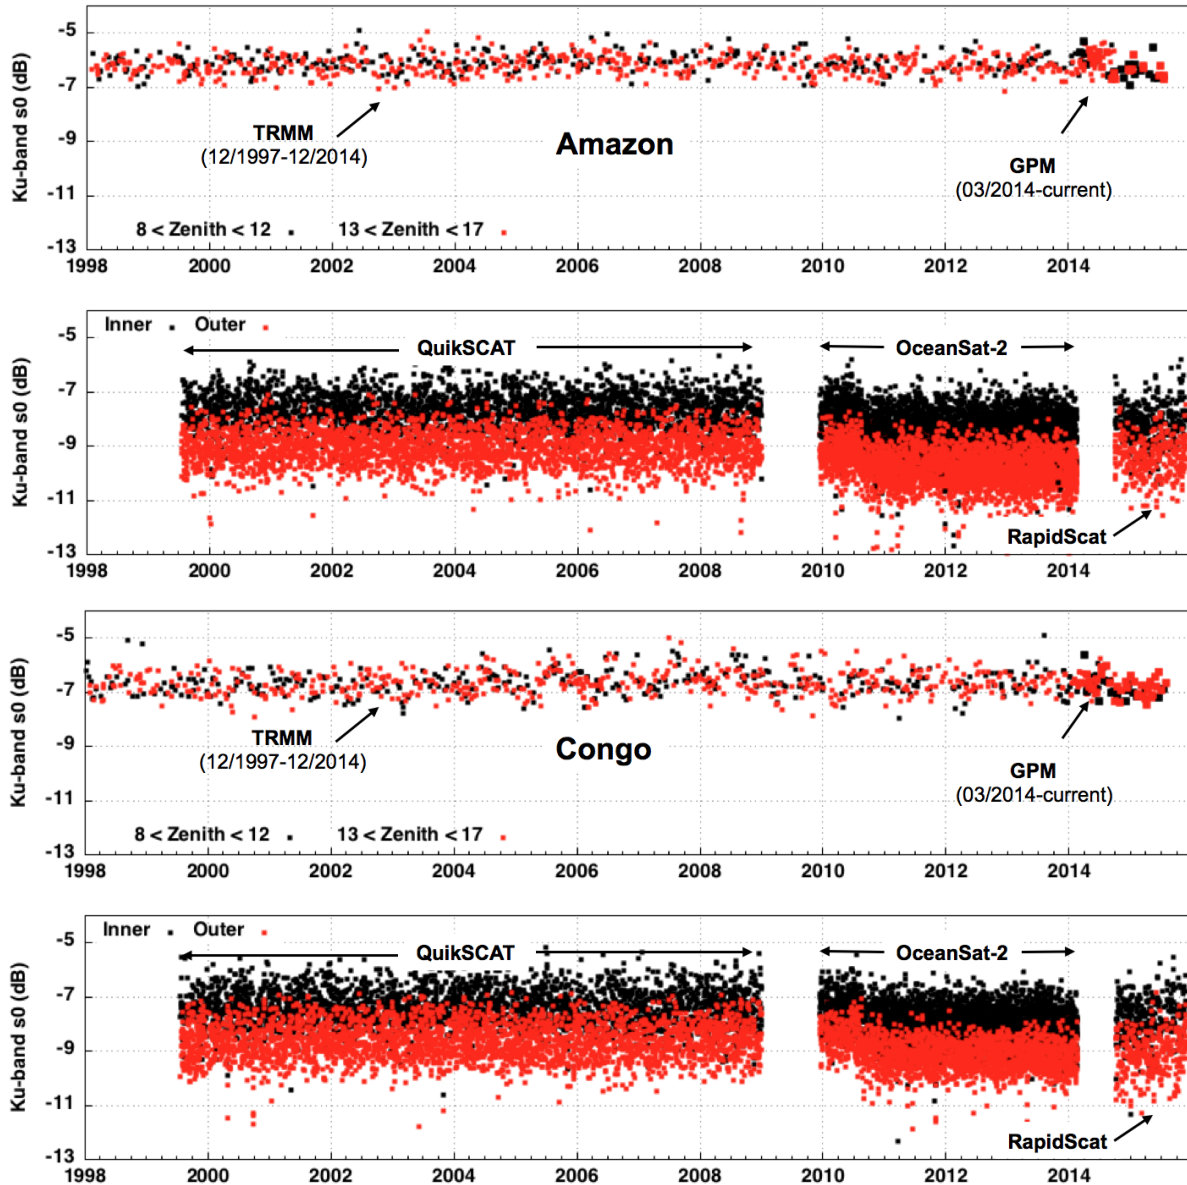 Ku-band s0 (dB)
-5
-7
-9
-11
-13
TRMM
(12/1997-12/2014)
Amazon
GPM
(03/2014-current)
8 < Zenith < 12
13 < Zenith < 17
1998 2000 2002 2004 2006 2008 2010 2012 2014
Ku-band s0 (dB)
-5
-7
-9
-11
-13
Inner Outer
QuikSCAT
OceanSat-2
RapidScat
1998 2000 2002 2004 2006 2008 2010 2012 2014
Ku-band s0 (dB)
-5
-7
-9
-11
-13
TRMM
(12/1997-12/2014)
Congo
GPM
(03/2014-current)
8 < Zenith < 12
13 < Zenith < 17
1998 2000 2002 2004 2006 2008 2010 2012 2014
Ku-band s0 (dB)
-5
-7
-9
-11
-13
Inner Outer
QuikSCAT
OceanSat-2
RapidScat
1998 2000 2002 2004 2006 2008 2010 2012 2014